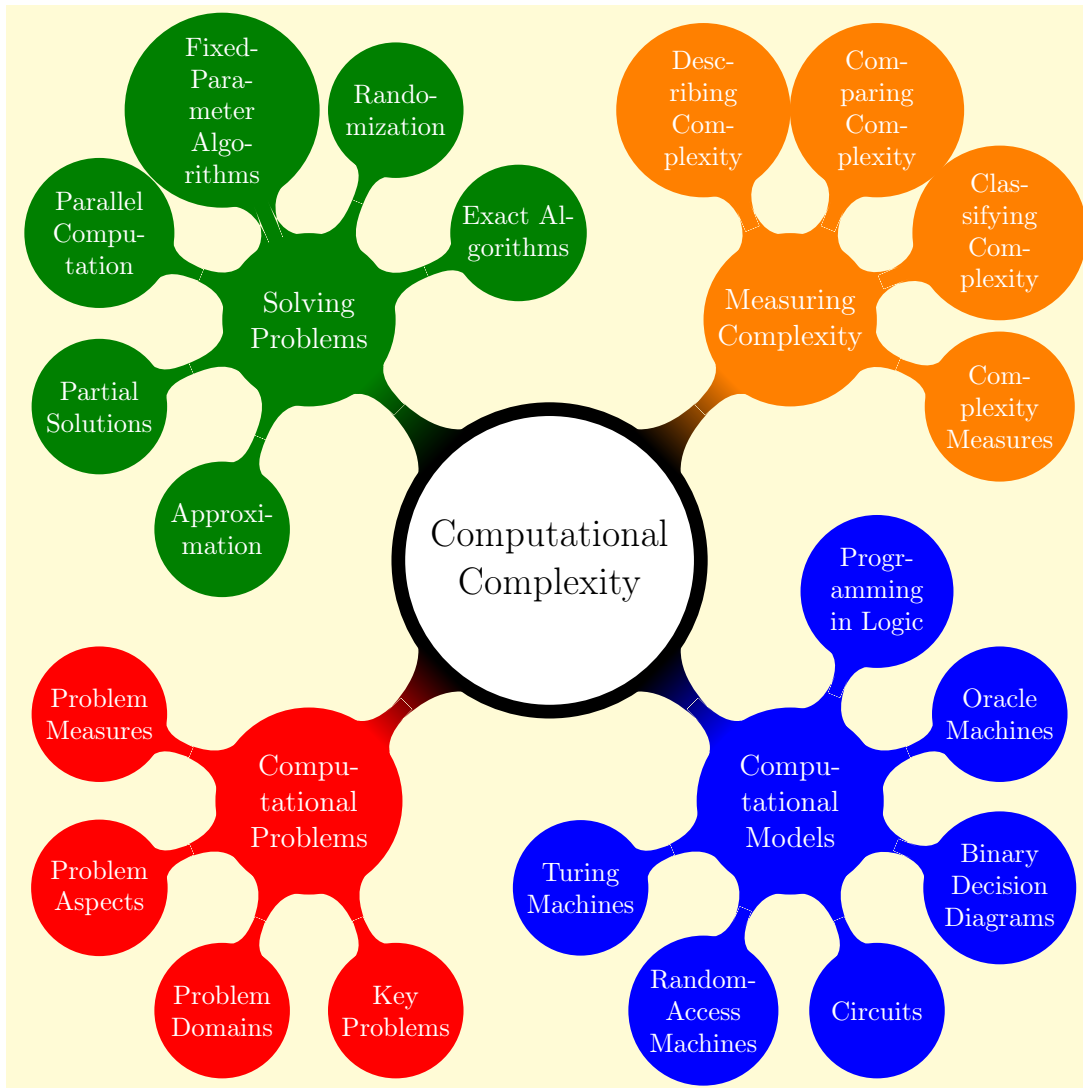 Computational
Complexity
Solving
Problems
Fixed-
Para-
meter
Algo-
rithms
Rando-
mization
Exact Al-
gorithms
Parallel
Compu-
tation
Partial
Solutions
Approxi-
mation
Measuring
Complexity
Desc-
ribing
Com-
plexity
Com-
paring
Com-
plexity
Clas-
sifying
Com-
plexity
Com-
plexity
Measures
Compu-
tational
Problems
Problem
Measures
Problem
Aspects
Problem
Domains
Key
Problems
Compu-
tational
Models
Progr-
amming
in Logic
Oracle
Machines
Binary
Decision
Diagrams
Circuits
Random-
Access
Machines
Turing
Machines